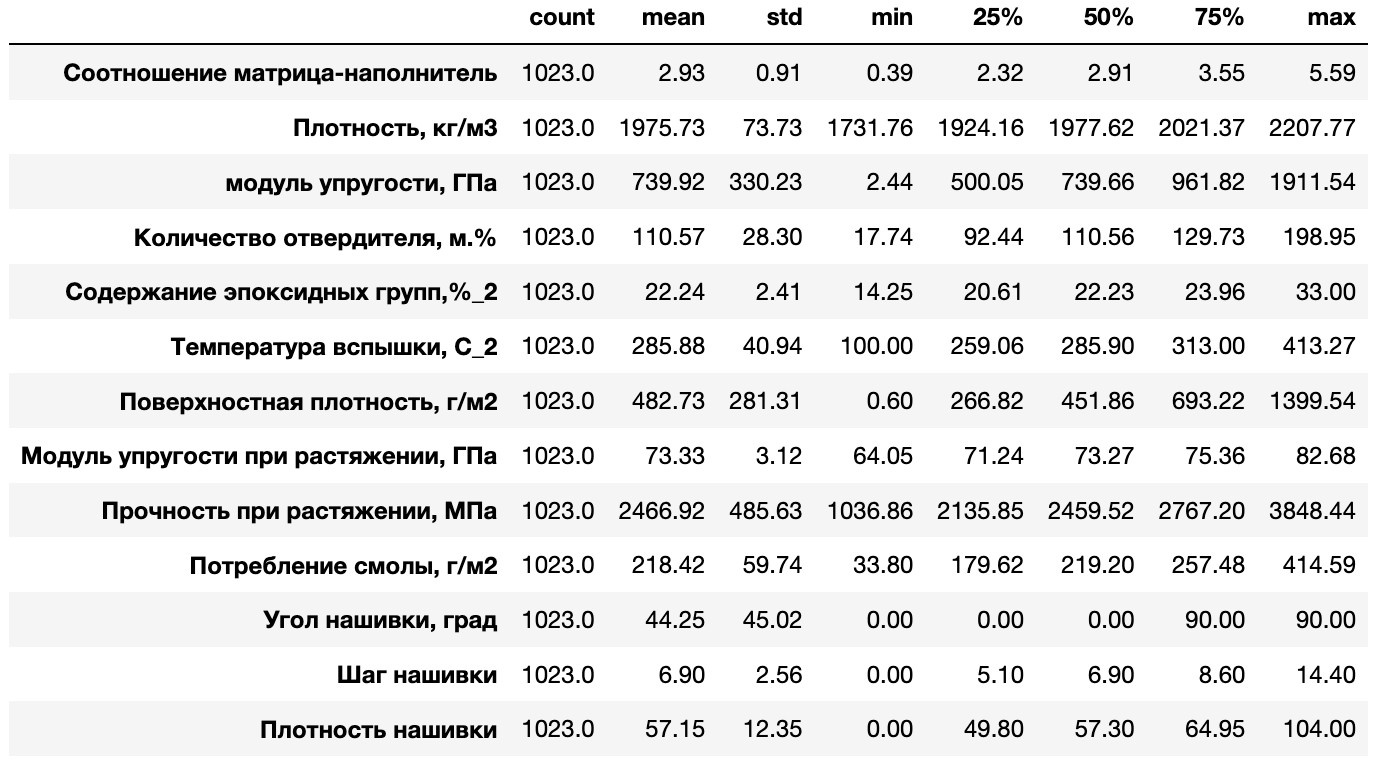 count mean std min 25% 50% 75% max
Соотношение матрица-наполнитель 1023.0 2.93 0.91 0.39 2.32 2.91 3.55 5.59
Плотность, кг/м3 1023.0 1975.73 73.73 1731.76 1924.16 1977.62 2021.37 2207.77
модуль упругости, ГПа 1023.0 739.92 330.23 2.44 500.05 739.66 961.82 1911.54
Количество отвердителя, м.% 1023.0 110.57 28.30 17.74 92.44 110.56 129.73 198.95
Содержание эпоксидных групп,%_2 1023.0 22.24 2.41 14.25 20.61 22.23 23.96 33.00
Температура вспышки, С_2 1023.0 285.88 40.94 100.00 259.06 285.90 313.00 413.27
Поверхностная плотность, г/м2 1023.0 482.73 281.31 0.60 266.82 451.86 693.22 1399.54
Модуль упругости при растяжении, ГПа 1023.0 73.33 3.12 64.05 71.24 73.27 75.36 82.68
Прочность при растяжении, МПа 1023.0 2466.92 485.63 1036.86 2135.85 2459.52 2767.20 3848.44
Потребление смолы, г/м2 1023.0 218.42 59.74 33.80 179.62 219.20 257.48 414.59
Угол нашивки, град 1023.0 44.25 45.02 0.00 0.00 0.00 90.00 90.00
Шаг нашивки 1023.0 6.90 2.56 0.00 5.10 6.90 8.60 14.40
Плотность нашивки 1023.0 57.15 12.35 0.00 49.80 57.30 64.95 104.00